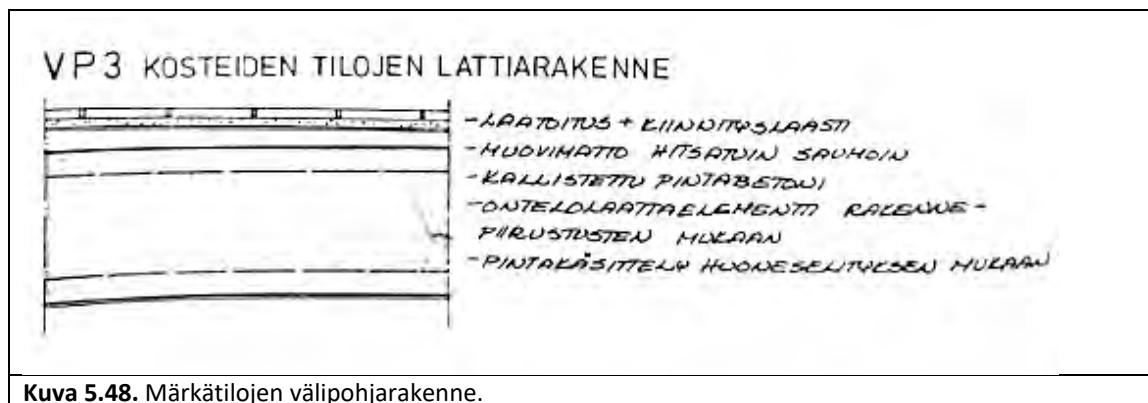 VP3 KOSTEIDEN TILOJEN LATTIARAKENNE
- LAATOITUS + KIINNITYSLAASTI
- MUOVIMATTO HITSATUIN SAUMOIN
- KALLISTETTU PINTABETONI
- ONTELOLAATTAELEMENTTI RAKENNE-
PIIRUSTUSTEN MUKAAN
- PINTAKÄSITTELY HUONESELITYKSEN MUKAAN
Kuva 5.48. Märkätilojen välipohjarakenne.